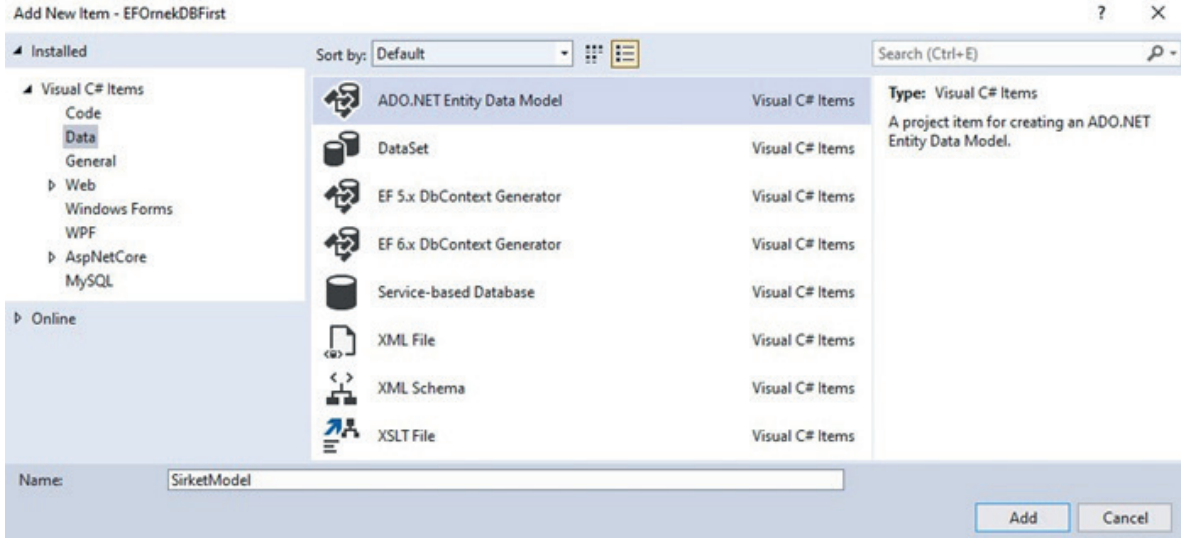 Add New Item - EFOrnekDBFirst
? ×
Installed
Sort by: Default
Search (Ctrl+E)
Visual C# Items
Code
Data
General
Web
Windows Forms
WPF
AspNetCore
MySQL
Online
ADO.NET Entity Data Model Visual C# Items
DataSet Visual C# Items
EF 5.x DbContext Generator Visual C# Items
EF 6.x DbContext Generator Visual C# Items
Service-based Database Visual C# Items
XML File Visual C# Items
XML Schema Visual C# Items
XSLT File Visual C# Items
Type: Visual C# Items
A project item for creating an ADO.NET
Entity Data Model.
Name: SirketModel
Add Cancel